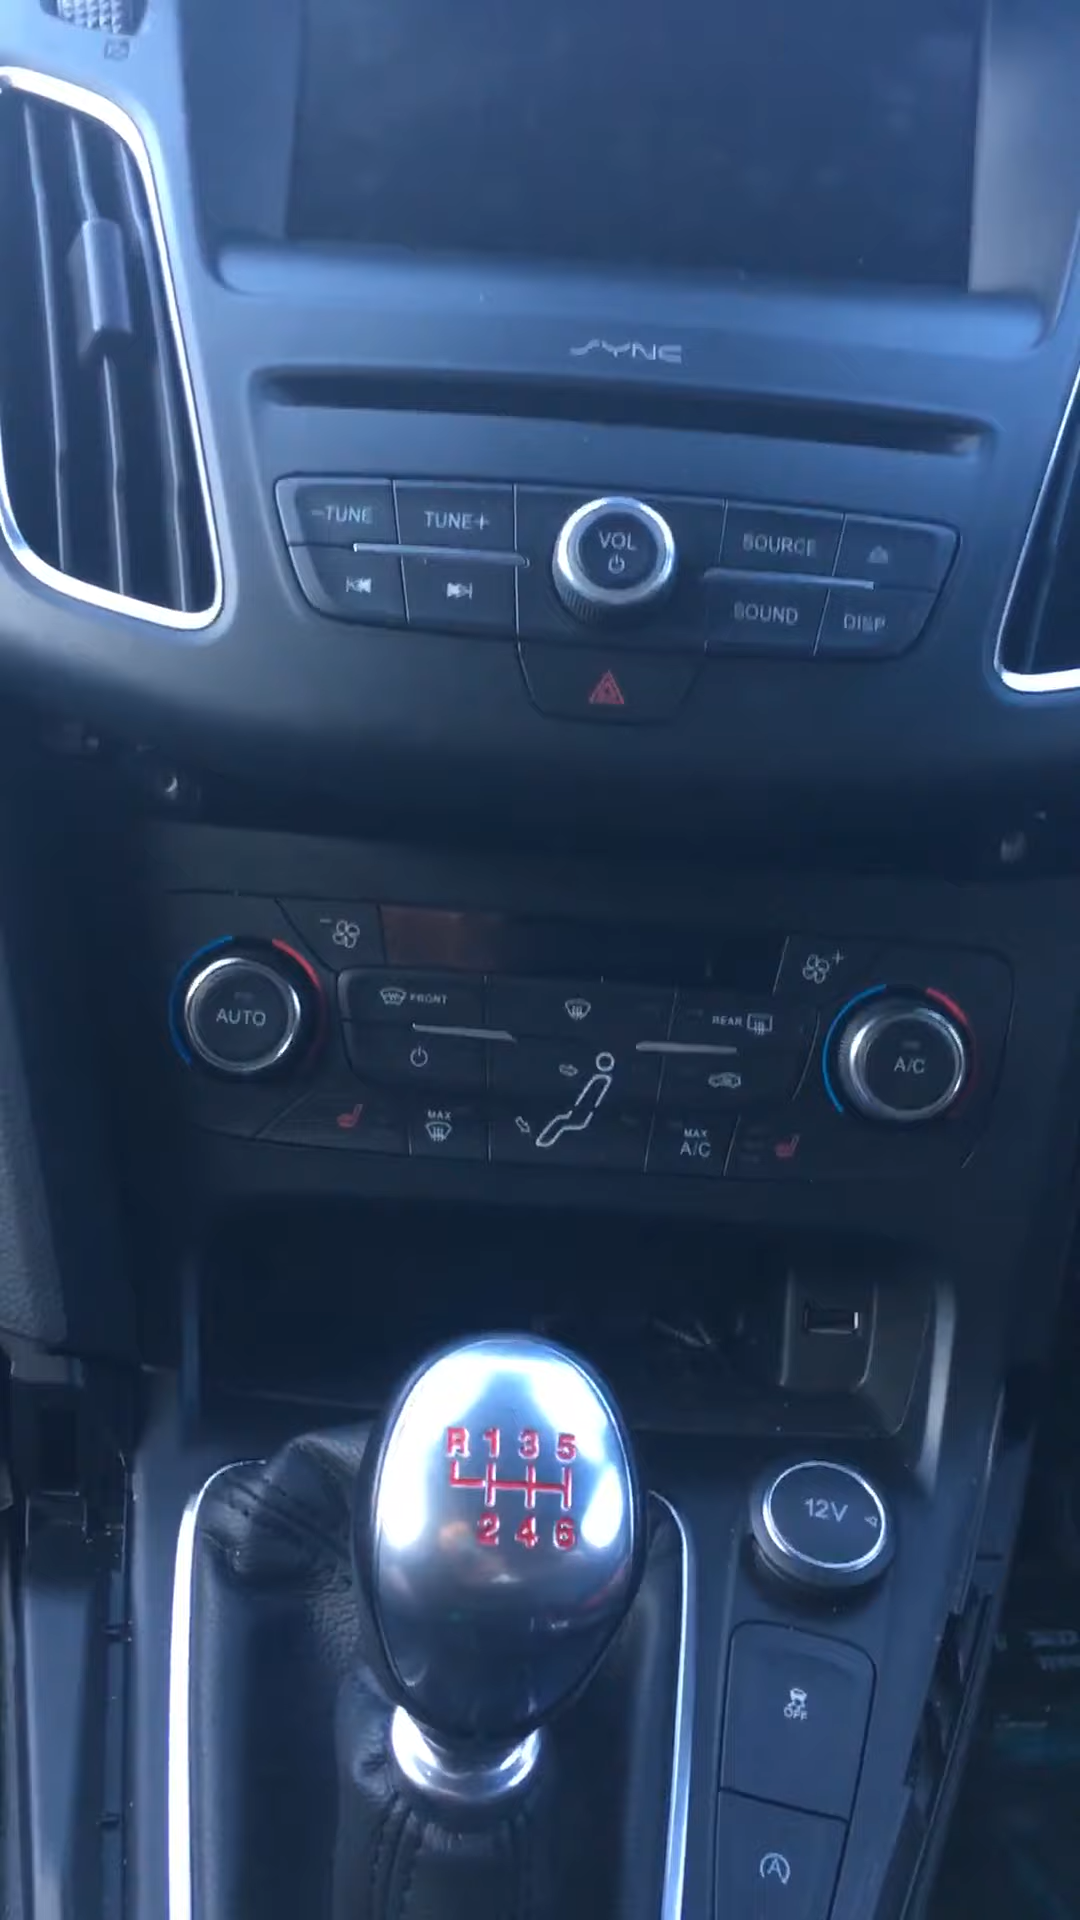 SYNC
-TUNE TUNE+ VOL SOURCE
SOUND DISP
AUTO FRONT REAR A/C
MAX MAX
A/C
R 1 3 5
2 4 6
12V
OFF
A